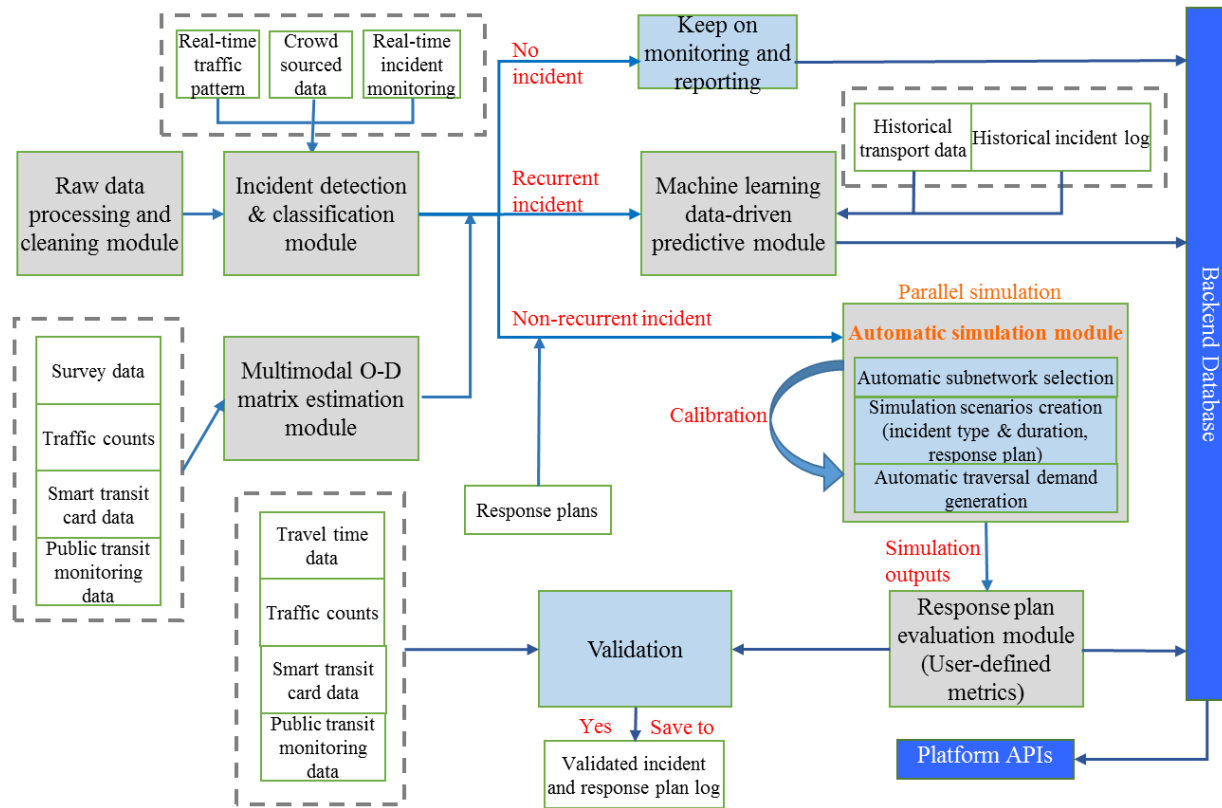 Real-time
traffic
pattern
Crowd
sourced
data
Real-time
incident
monitoring
No
incident
Keep on
monitoring and
reporting
Historical
transport data
Historical incident log
Raw data
processing and
cleaning module
Incident detection
& classification
module
Recurrent
incident
Machine learning
data-driven
predictive module
Backend Database
Parallel simulation
Non-recurrent incident
Automatic simulation module
Automatic subnetwork selection
Simulation scenarios creation
(incident type & duration,
response plan)
Automatic traversal demand
generation
Calibration
Survey data
Traffic counts
Smart transit
card data
Public transit
monitoring data
Multimodal O-D
matrix estimation
module
Response plans
Travel time
data
Traffic counts
Smart transit
card data
Public transit
monitoring data
Simulation
outputs
Validation
Response plan
evaluation module
(User-defined
metrics)
Yes
Save to
Validated incident
and response plan log
Platform APIs